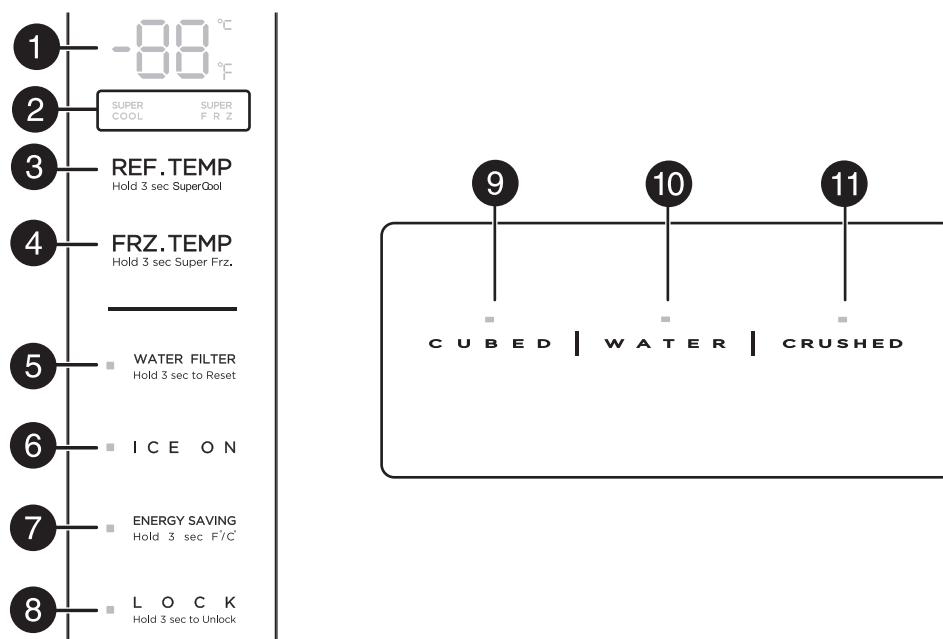 1
-88 °C
°F
2
SUPER COOL
SUPER FRZ
3
REF.TEMP
Hold 3 sec SuperCool
4
FRZ.TEMP
Hold 3 sec Super Frz.
5
WATER FILTER
Hold 3 sec to Reset
6
ICE ON
7
ENERGY SAVING
Hold 3 sec F°/C°
8
LOCK
Hold 3 sec to Unlock
9
10
11
CUBED | WATER | CRUSHED